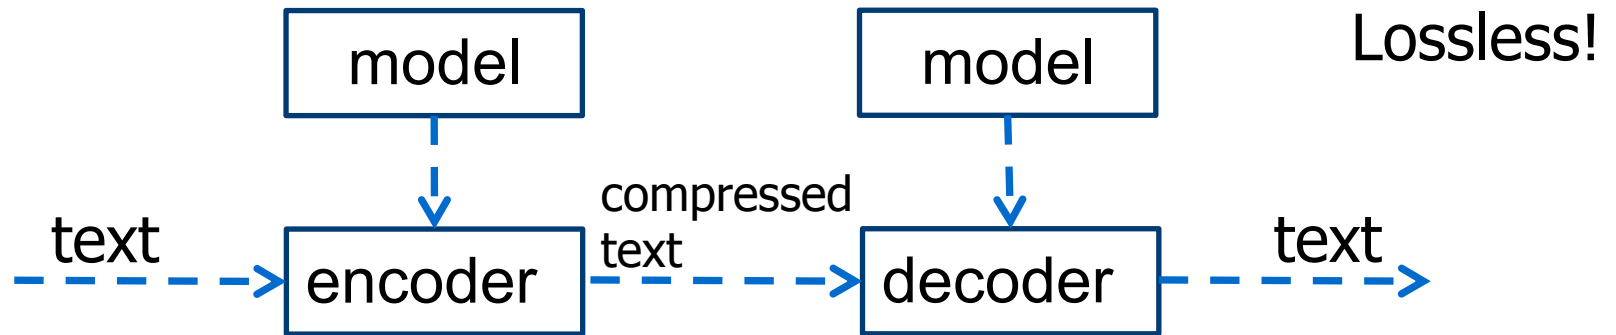 model
model
Lossless!
text
compressed
text
text
encoder
decoder